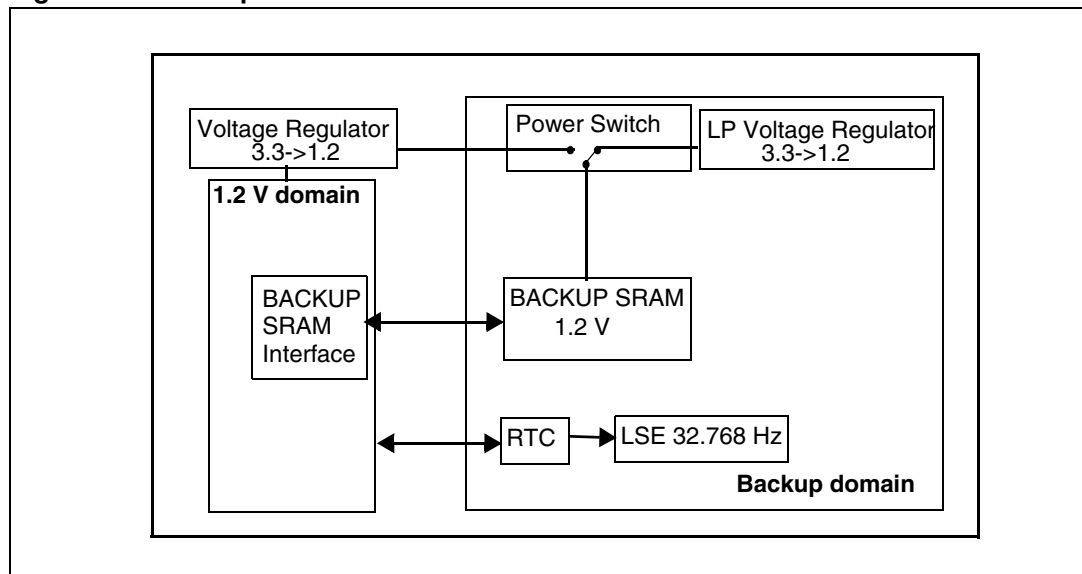 Voltage Regulator
3.3->1.2
Power Switch
LP Voltage Regulator
3.3->1.2
1.2 V domain
BACKUP
SRAM
Interface
BACKUP SRAM
1.2 V
RTC
LSE 32.768 Hz
Backup domain